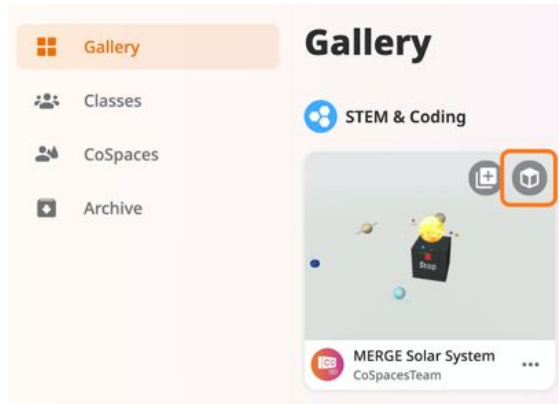 Gallery
Classes
CoSpaces
Archive
Gallery
STEM & Coding
Stop
MERGE Solar System
CoSpacesTeam